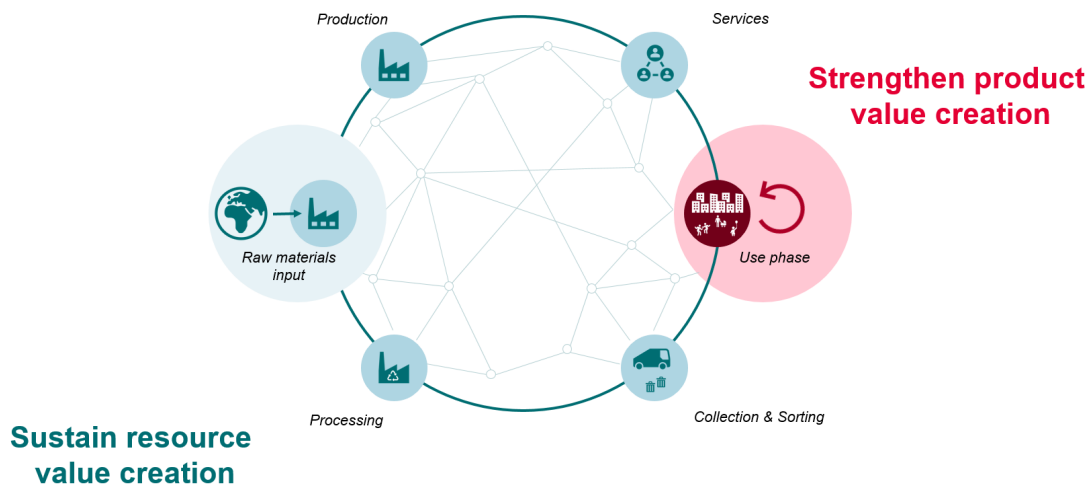 Production
Services
Strengthen product
value creation
Raw materials
input
Use phase
Processing
Collection & Sorting
Sustain resource
value creation